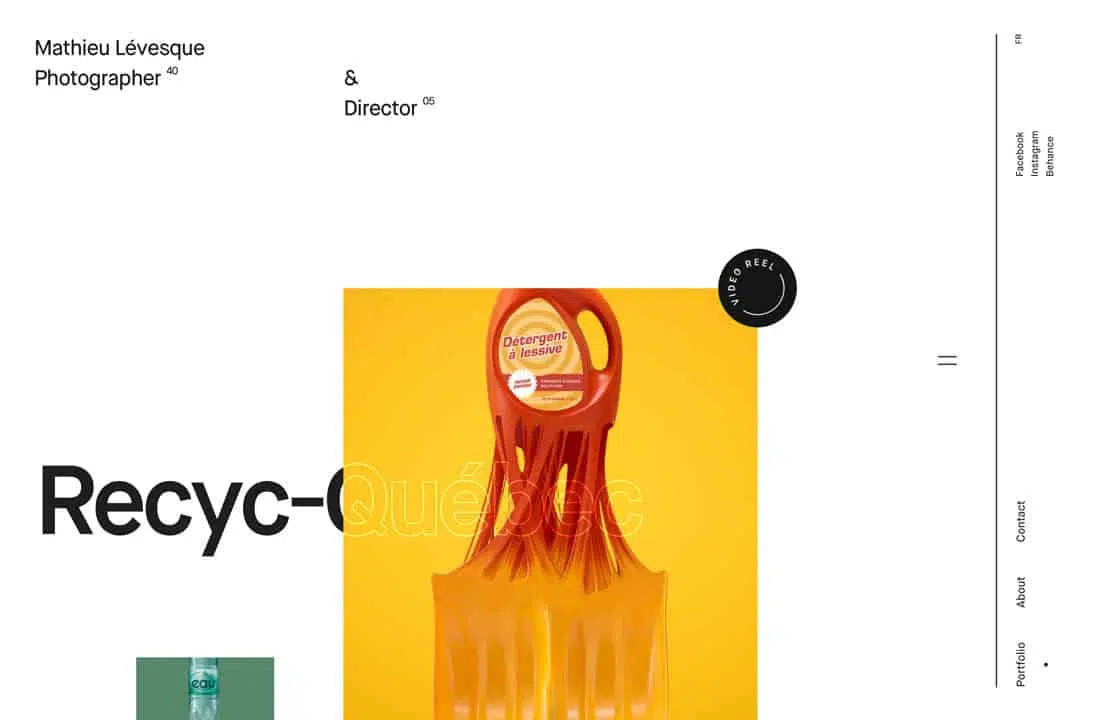 Mathieu Lévesque
Photographer 40
&
Director 05
FR
Facebook
Instagram
Behance
VIDEO REEL
Détergent
à lessive
Recyc-Québec
Contact
About
Portfolio
eau